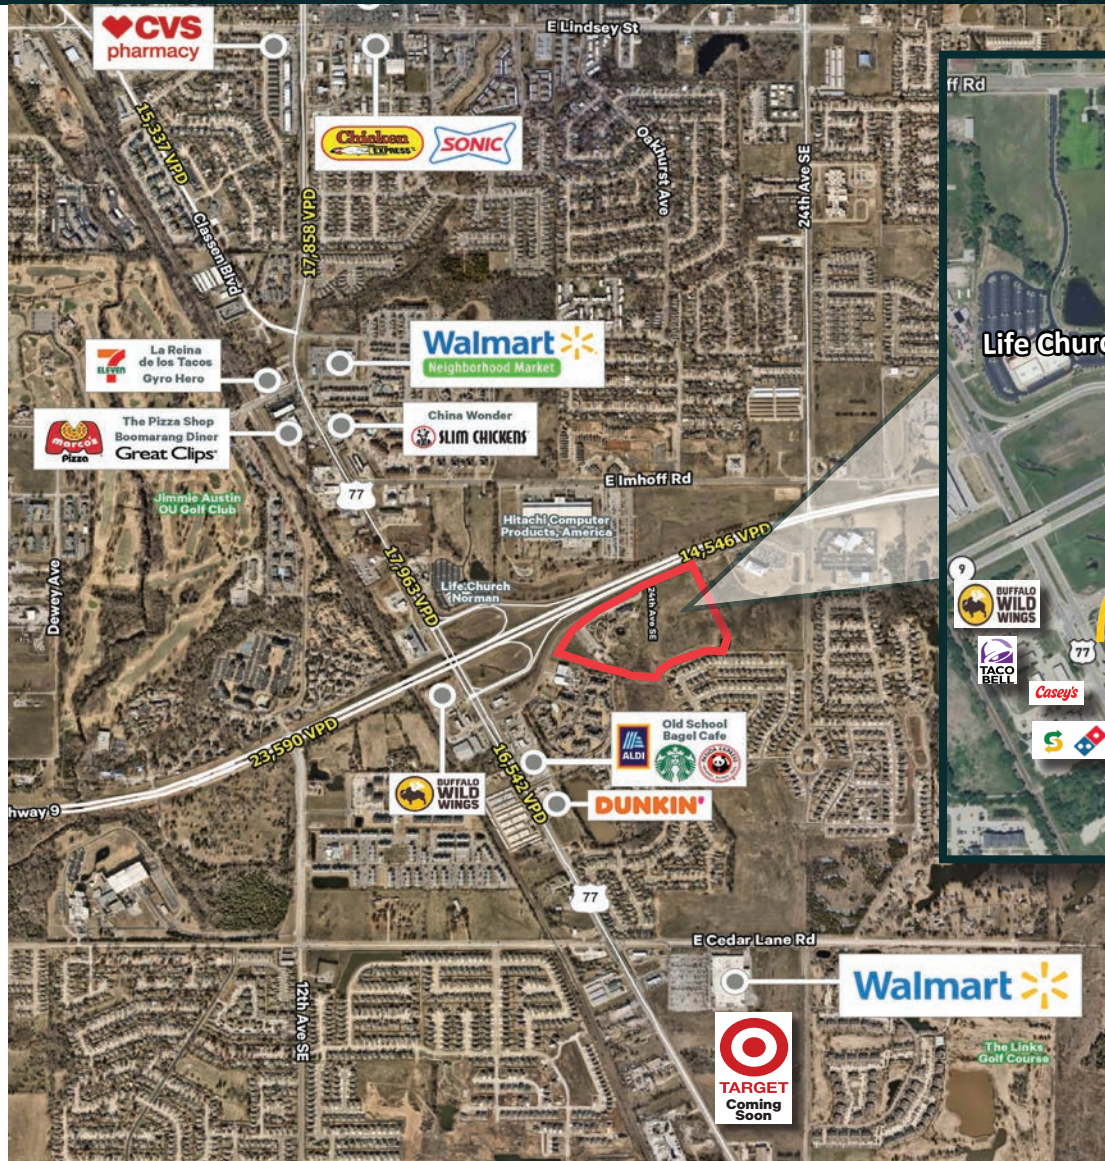 CVS
pharmacy
E Lindsey St
15,337 VPD
Chicken
EXPRESS
SONIC
Oakhurst Ave
24th Ave SE
17,858 VPD
Classen Blvd
7
ELEVEN
La Reina
de los Tacos
Gyro Hero
Walmart
Neighborhood Market
marco's
Pizza
The Pizza Shop
Boomarang Diner
Great Clips
China Wonder
SLIM CHICKENS
E Imhoff Rd
77
Jimmie Austin
OU Golf Club
Hitachi Computer
Products, America
14,546 VPD
17,963 VPD
Life.Church
Norman
Dewey Ave
24th Ave SE
23,590 VPD
hway 9
BUFFALO
WILD
WINGS
16,542 VPD
ALDI
Old School
Bagel Cafe
PANDA EXPRESS
DUNKIN'
77
E Cedar Lane Rd
12th Ave SE
Walmart
TARGET
Coming
Soon
The Links
Golf Course
ff Rd
Life Churc
9
BUFFALO
WILD
WINGS
77
TACO
BELL
Casey's